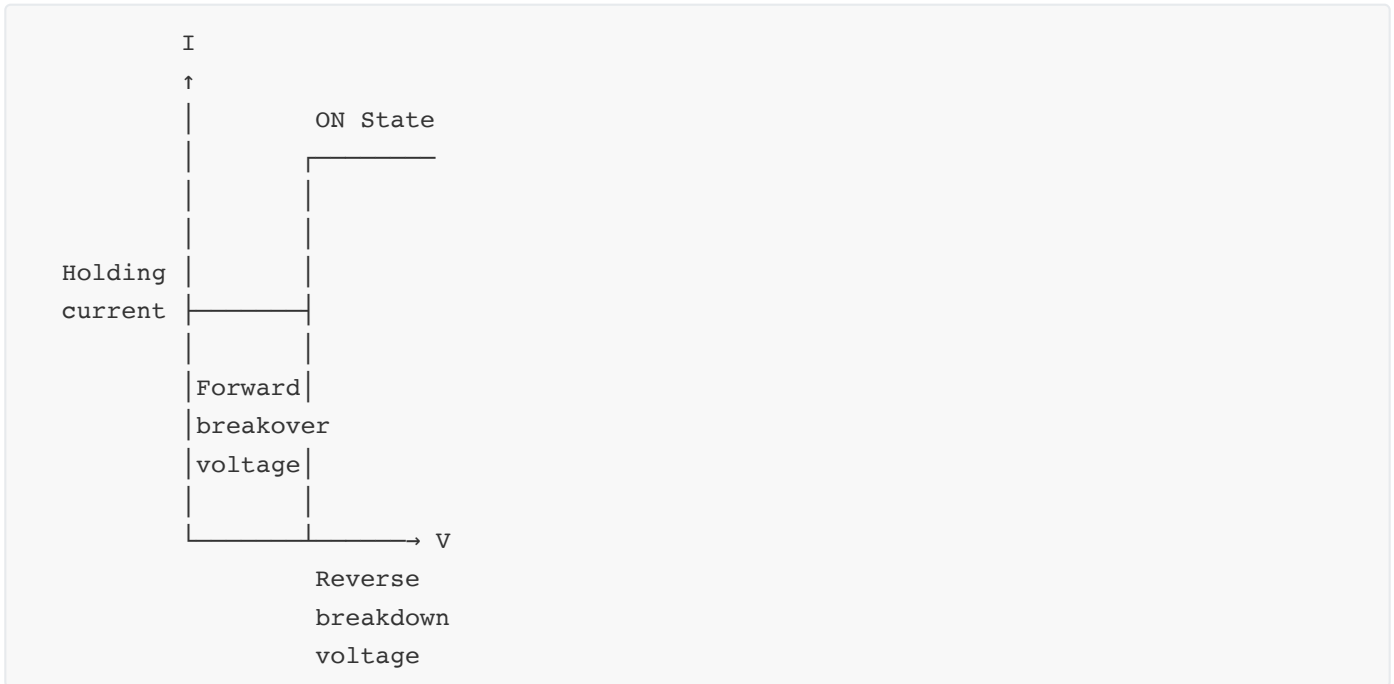 I
ON State
Holding
current
Forward
breakover
voltage
V
Reverse
breakdown
voltage